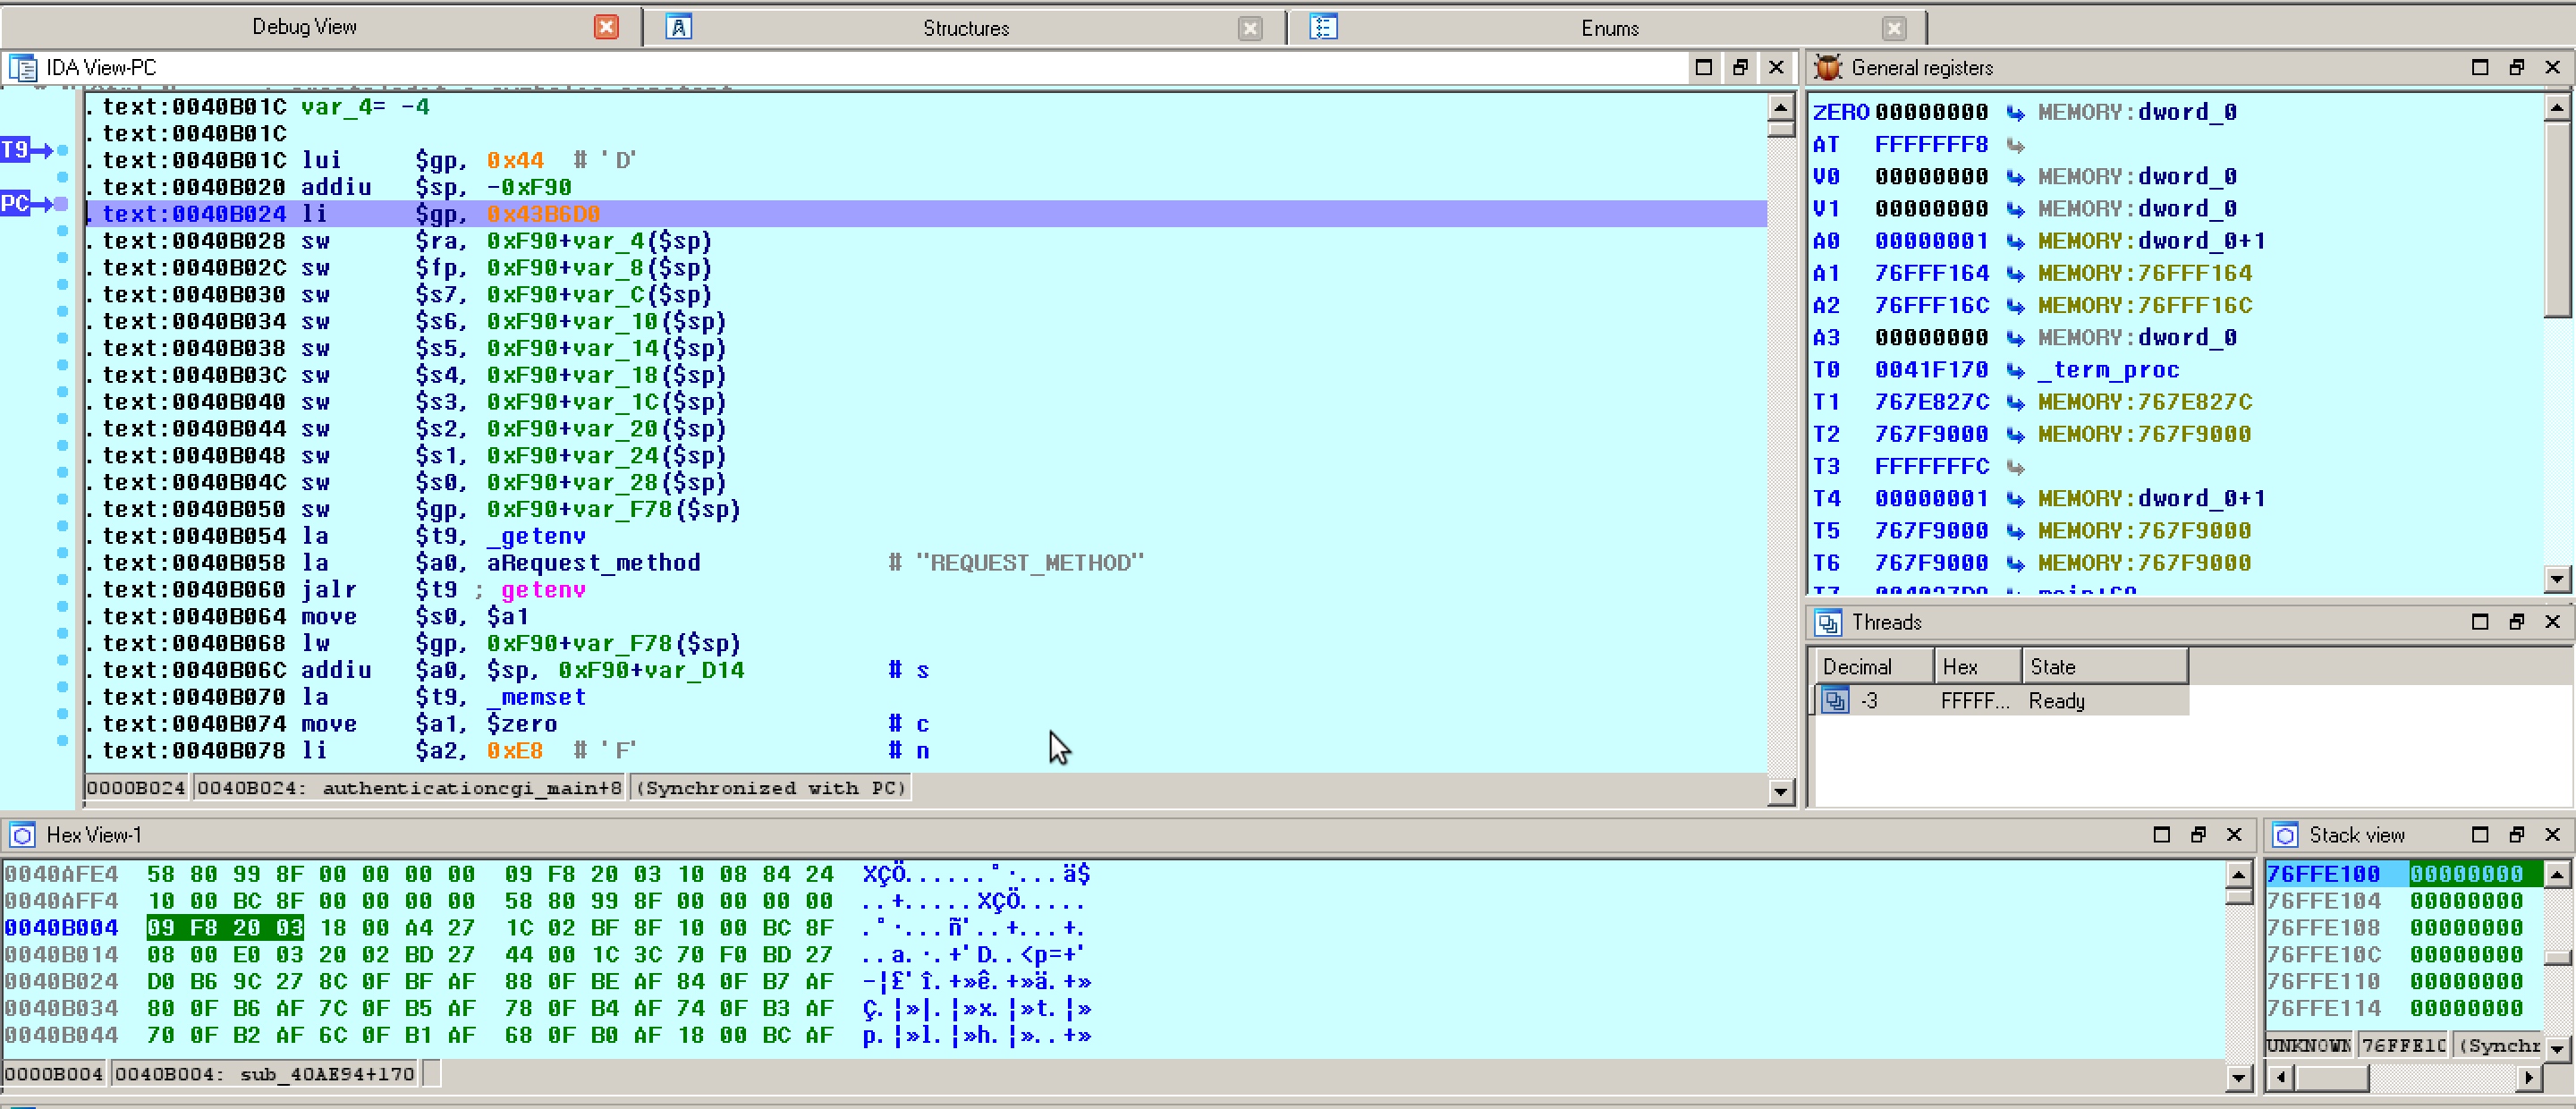 Debug View Structures Enums
IDA View-PC
.text:0040B01C var_4= -4
.text:0040B01C
.text:0040B01C lui $gp, 0x44 # 'D'
.text:0040B020 addiu $sp, -0xF90
.text:0040B024 li $gp, 0x43B6D0
.text:0040B028 sw $ra, 0xF90+var_4($sp)
.text:0040B02C sw $fp, 0xF90+var_8($sp)
.text:0040B030 sw $s7, 0xF90+var_C($sp)
.text:0040B034 sw $s6, 0xF90+var_10($sp)
.text:0040B038 sw $s5, 0xF90+var_14($sp)
.text:0040B03C sw $s4, 0xF90+var_18($sp)
.text:0040B040 sw $s3, 0xF90+var_1C($sp)
.text:0040B044 sw $s2, 0xF90+var_20($sp)
.text:0040B048 sw $s1, 0xF90+var_24($sp)
.text:0040B04C sw $s0, 0xF90+var_28($sp)
.text:0040B050 sw $gp, 0xF90+var_F78($sp)
.text:0040B054 la $t9, _getenv
.text:0040B058 la $a0, aRequest_method # "REQUEST_METHOD"
.text:0040B060 jalr $t9 ; getenv
.text:0040B064 move $s0, $a1
.text:0040B068 lw $gp, 0xF90+var_F78($sp)
.text:0040B06C addiu $a0, $sp, 0xF90+var_D14 # s
.text:0040B070 la $t9, _memset
.text:0040B074 move $a1, $zero # c
.text:0040B078 li $a2, 0xE8 # 'F' # n
T9
PC
0000B024 0040B024: authenticationcgi_main+8 (Synchronized with PC)
General registers
ZERO 00000000 MEMORY:dword_0
AT FFFFFFF8
V0 00000000 MEMORY:dword_0
V1 00000000 MEMORY:dword_0
A0 00000001 MEMORY:dword_0+1
A1 76FFF164 MEMORY:76FFF164
A2 76FFF16C MEMORY:76FFF16C
A3 00000000 MEMORY:dword_0
T0 0041F170 _term_proc
T1 767E827C MEMORY:767E827C
T2 767F9000 MEMORY:767F9000
T3 FFFFFFFC
T4 00000001 MEMORY:dword_0+1
T5 767F9000 MEMORY:767F9000
T6 767F9000 MEMORY:767F9000
Threads
Decimal Hex State
-3 FFFFF... Ready
Hex View-1
0040AFE4 58 80 99 8F 00 00 00 00 09 F8 20 03 10 08 84 24 XÇÖ......°·...ä$
0040AFF4 10 00 BC 8F 00 00 00 00 58 80 99 8F 00 00 00 00 ..+.....XÇÖ.....
0040B004 09 F8 20 03 18 00 A4 27 1C 02 BF 8F 10 00 BC 8F .°·...ñ'..+...+.
0040B014 08 00 E0 03 20 02 BD 27 44 00 1C 3C 70 F0 BD 27 ..a.·.+'D..<p=+'
0040B024 D0 B6 9C 27 8C 0F BF AF 88 0F BE AF 84 0F B7 AF -¦£'î.+»ê.+»ä.+»
0040B034 80 0F B6 AF 7C 0F B5 AF 78 0F B4 AF 74 0F B3 AF Ç.¦»|.¦»x.¦»t.¦»
0040B044 70 0F B2 AF 6C 0F B1 AF 68 0F B0 AF 18 00 BC AF p.¦»l.¦»h.¦»..+»
0000B004 0040B004: sub_40AE94+170
Stack view
76FFE100 00000000
76FFE104 00000000
76FFE108 00000000
76FFE10C 00000000
76FFE110 00000000
76FFE114 00000000
UNKNOWN 76FFE10 (Synchr